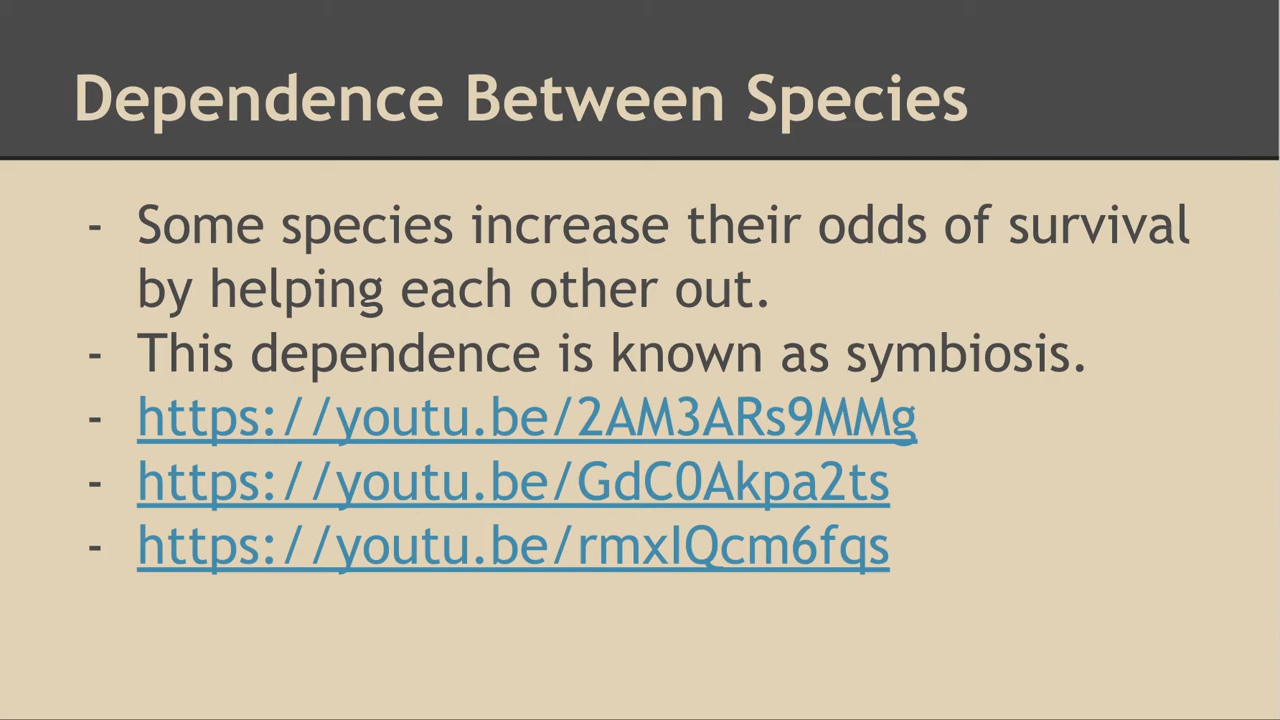 Dependence Between Species
- Some species increase their odds of survival
by helping each other out.
- This dependence is known as symbiosis.
- https://youtu.be/2AM3ARs9MMg
- https://youtu.be/GdC0Akpa2ts
- https://youtu.be/rmxIQcm6fqs